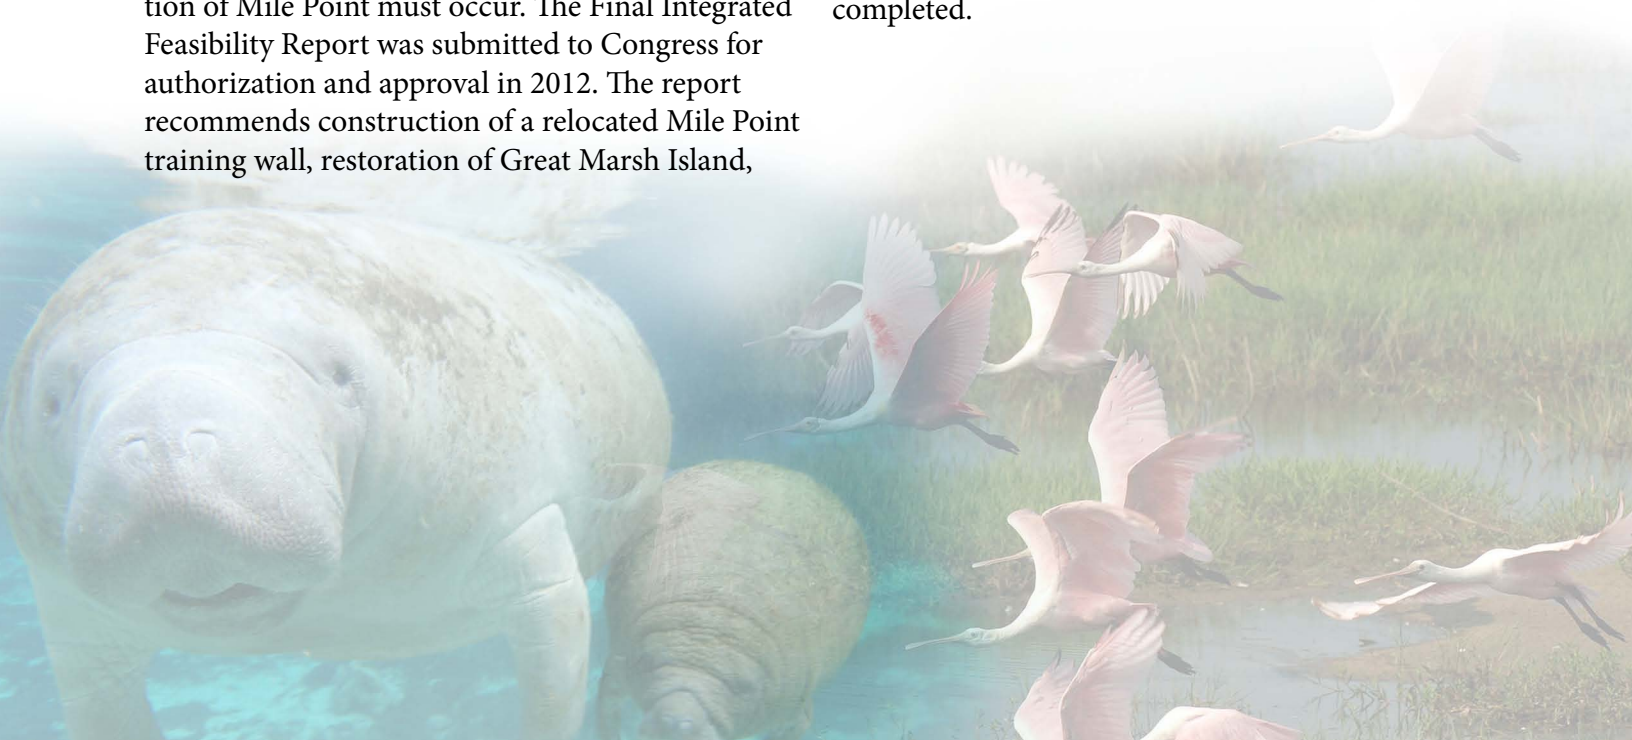 tion of Mile Point must occur. The Final Integrated
Feasibility Report was submitted to Congress for
authorization and approval in 2012. The report
recommends construction of a relocated Mile Point
training wall, restoration of Great Marsh Island,
completed.